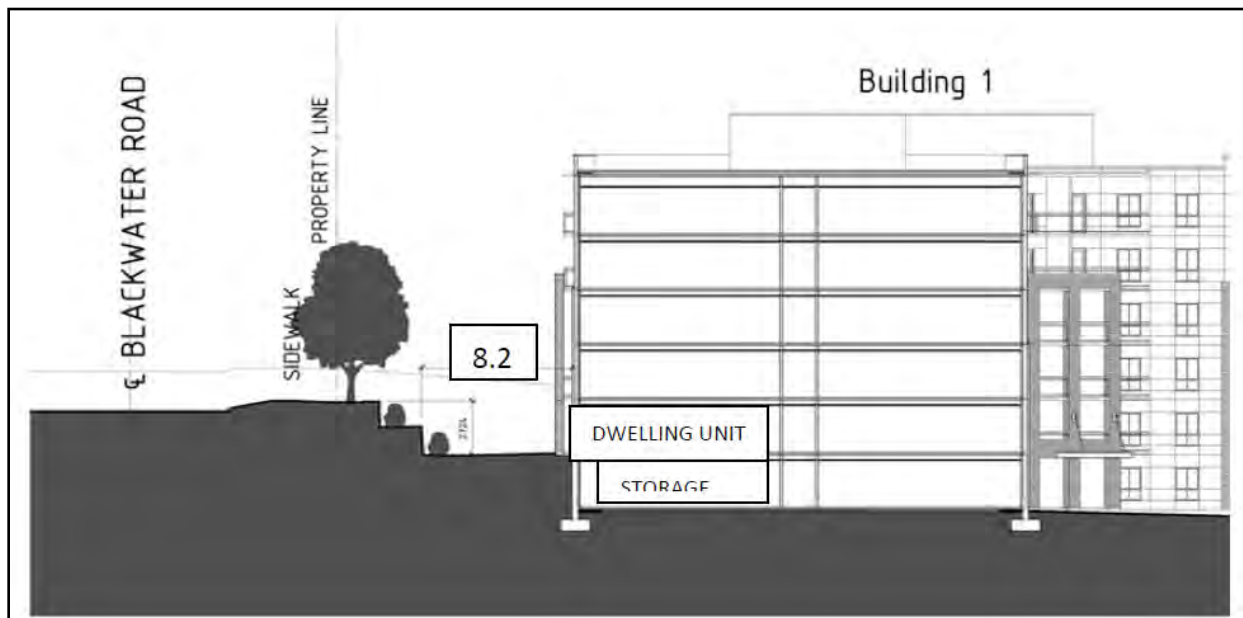 Building 1
℄ BLACKWATER ROAD
SIDEWALK
PROPERTY LINE
8.2
DWELLING UNIT
STORAGE